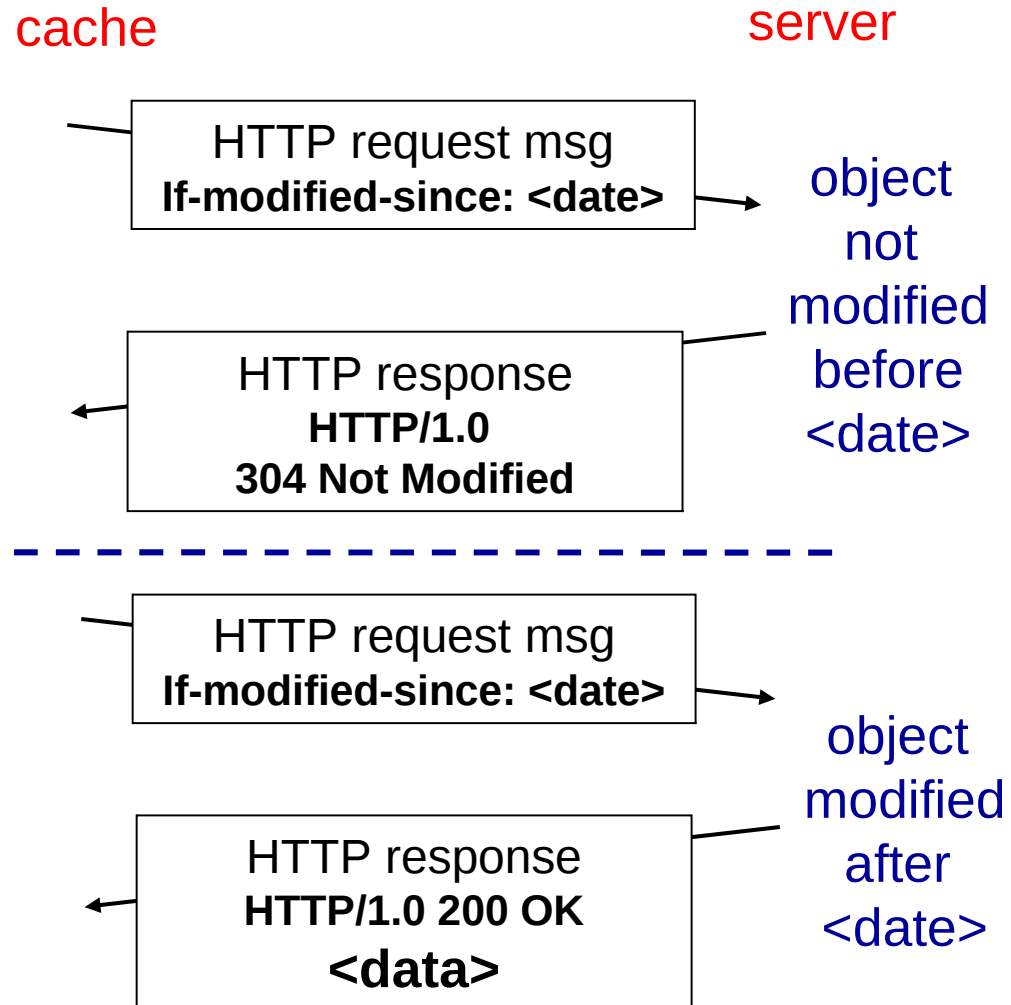 cache
server
HTTP request msg
If-modified-since: <date>
object
not
modified
before
<date>
HTTP response
HTTP/1.0
304 Not Modified
HTTP request msg
If-modified-since: <date>
object
modified
after
<date>
HTTP response
HTTP/1.0 200 OK
<data>